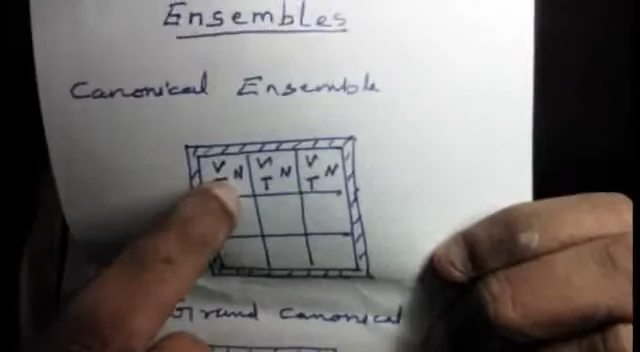 Ensembles
Canonical Ensemble
V N V N V N
T T T
Grand Canonical